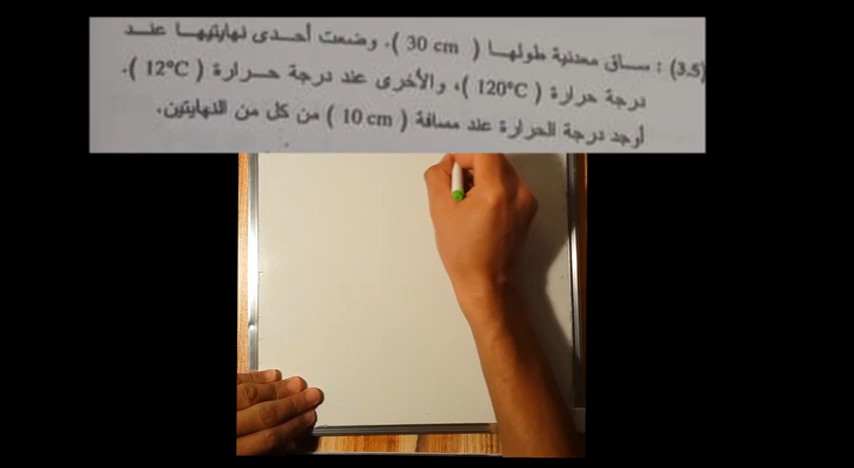 (3.5) : ساق معدنية طولها ( 30 cm )، وضعت أحدى نهايتيها عند
درجة حرارة ( 120°C )، والأخرى عند درجة حرارة ( 12°C ).
أوجد درجة الحرارة عند مسافة ( 10 cm ) من كل من النهايتين.